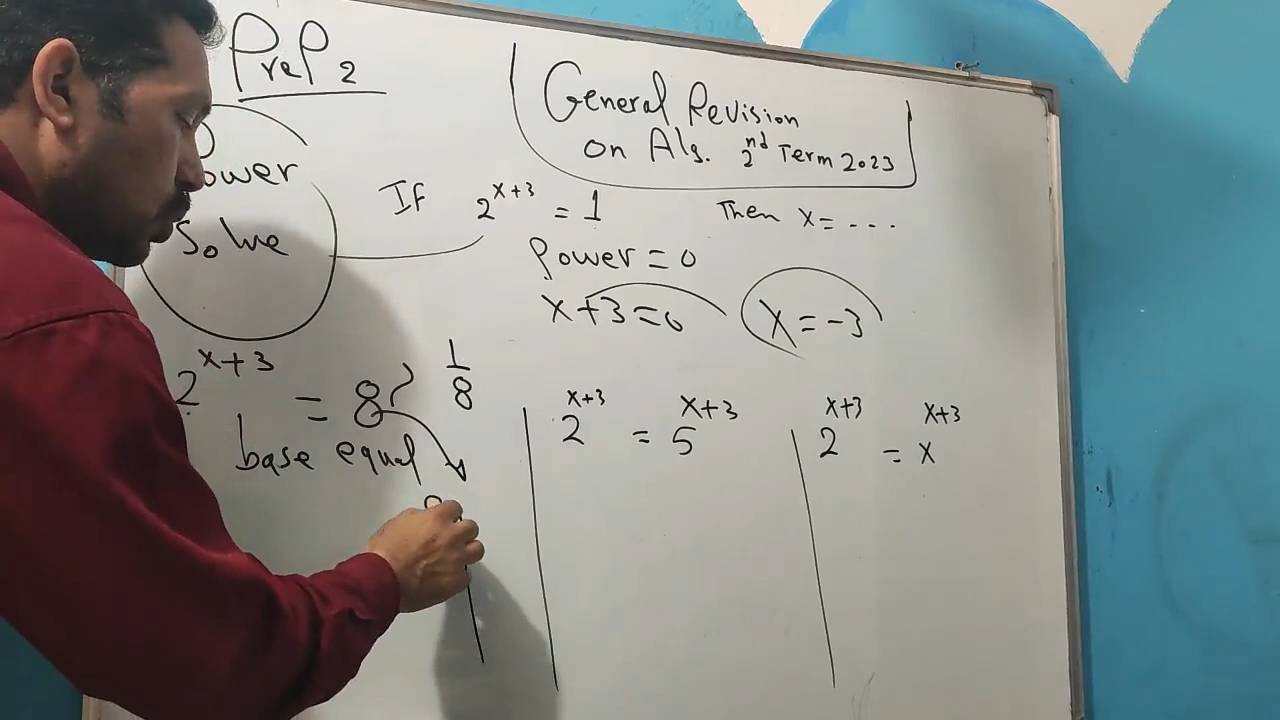 PreP 2
General Revision
on Alg. 2nd Term 2023
Power
Solve
If 2^x+3 = 1 Then x = ---
Power = 0
x+3=0 x = -3
2^x+3 = 8? 1/8
base equal
2^x+3 = 5^x+3
2^x+3 = x^x+3